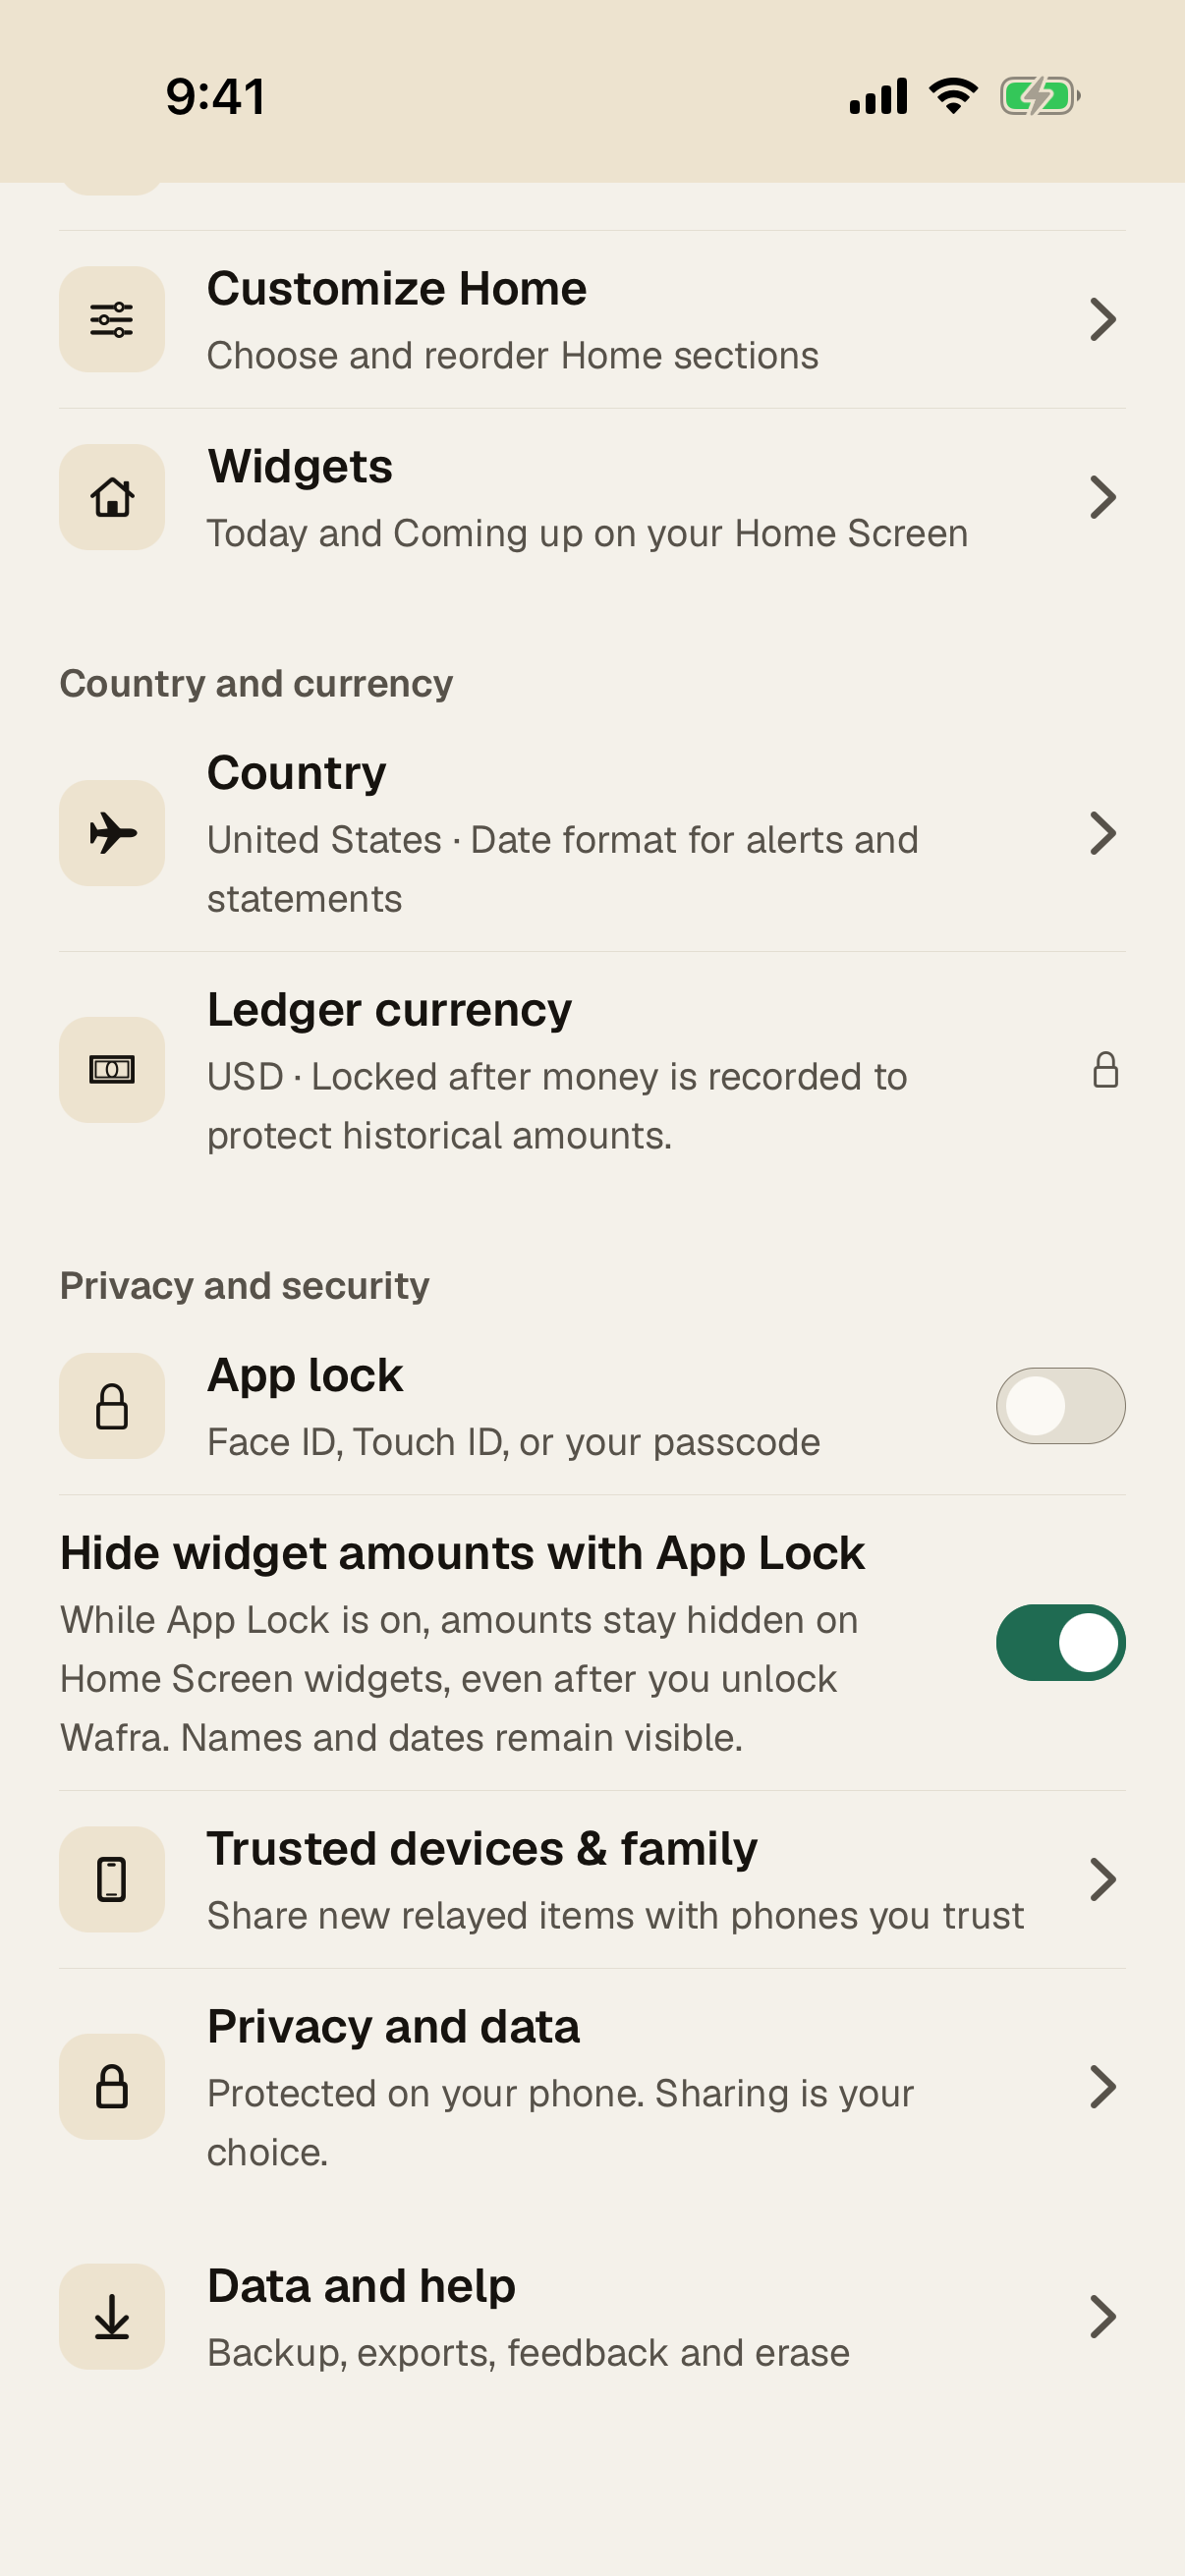 9:41
Customize Home
Choose and reorder Home sections
Widgets
Today and Coming up on your Home Screen
Country and currency
Country
United States · Date format for alerts and
statements
Ledger currency
USD · Locked after money is recorded to
protect historical amounts.
Privacy and security
App lock
Face ID, Touch ID, or your passcode
Hide widget amounts with App Lock
While App Lock is on, amounts stay hidden on
Home Screen widgets, even after you unlock
Wafra. Names and dates remain visible.
Trusted devices & family
Share new relayed items with phones you trust
Privacy and data
Protected on your phone. Sharing is your
choice.
Data and help
Backup, exports, feedback and erase